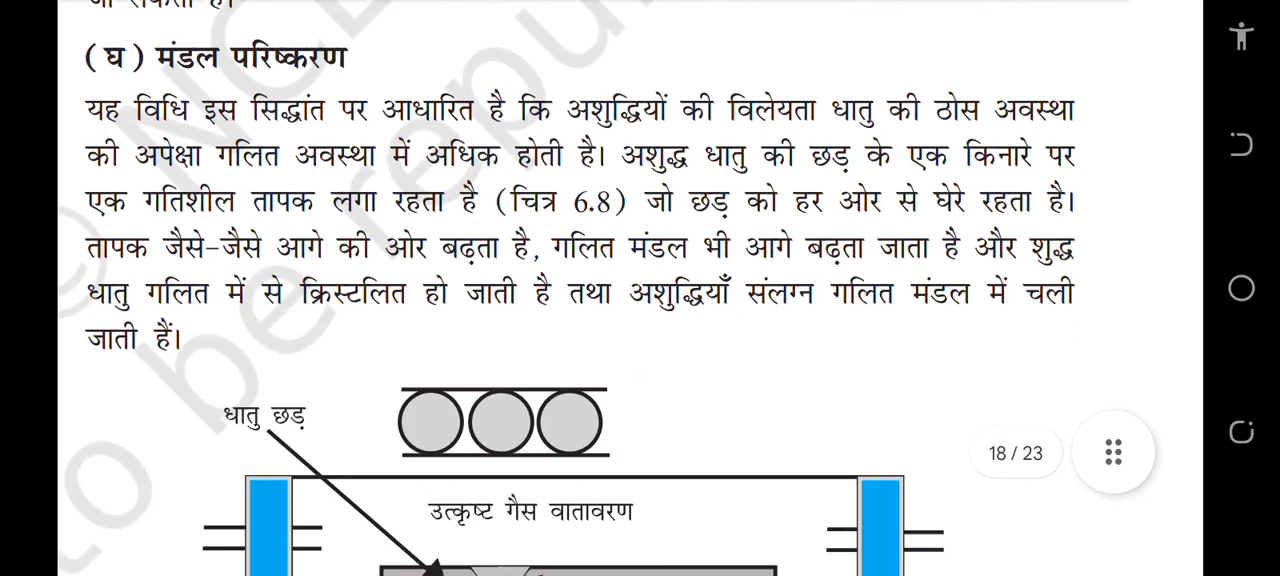 (घ) मंडल परिष्करण
यह विधि इस सिद्धांत पर आधारित है कि अशुद्धियों की विलेयता धातु की ठोस अवस्था
की अपेक्षा गलित अवस्था में अधिक होती है। अशुद्ध धातु की छड़ के एक किनारे पर
एक गतिशील तापक लगा रहता है (चित्र 6.8) जो छड़ को हर ओर से घेरे रहता है।
तापक जैसे-जैसे आगे की ओर बढ़ता है, गलित मंडल भी आगे बढ़ता जाता है और शुद्ध
धातु गलित में से क्रिस्टलित हो जाती है तथा अशुद्धियाँ संलग्न गलित मंडल में चली
जाती हैं।
धातु छड़
18 / 23
उत्कृष्ट गैस वातावरण